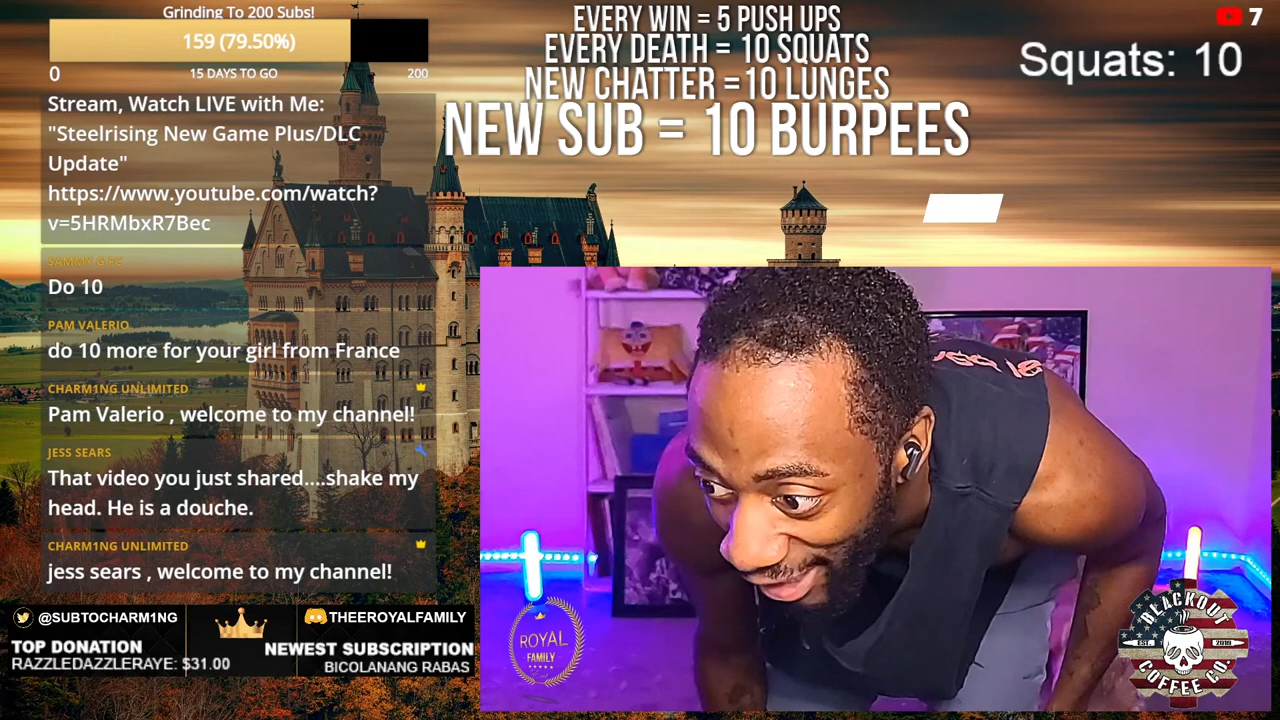 Grinding To 200 Subs!
159 (79.50%)
0
15 DAYS TO GO
200
Stream, Watch LIVE with Me:
"Steelrising New Game Plus/DLC
Update"
https://www.youtube.com/watch?
v=5HRMbxR7Bec
SAMMY G FC
Do 10
PAM VALERIO
do 10 more for your girl from France
CHARM1NG UNLIMITED
Pam Valerio , welcome to my channel!
JESS SEARS
That video you just shared....shake my
head. He is a douche.
CHARM1NG UNLIMITED
jess sears , welcome to my channel!
@SUBTOCHARM1NG
THEEROYALFAMILY
TOP DONATION
RAZZLEDAZZLERAYE: $31.00
NEWEST SUBSCRIPTION
BICOLANANG RABAS
EVERY WIN = 5 PUSH UPS
EVERY DEATH = 10 SQUATS
NEW CHATTER =10 LUNGES
NEW SUB = 10 BURPEES
7
Squats: 10
ROYAL
FAMILY
BLACKOUT
EST. 2018
COFFEE CO.